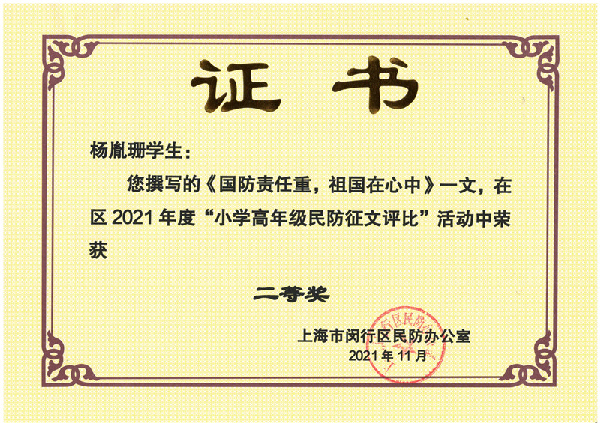 证书
杨胤珊学生：
您撰写的《国防责任重，祖国在心中》一文，在
区 2021 年度“小学高年级民防征文评比”活动中荣
获
二等奖
上海市闵行区民防办公室
2021 年 11 月